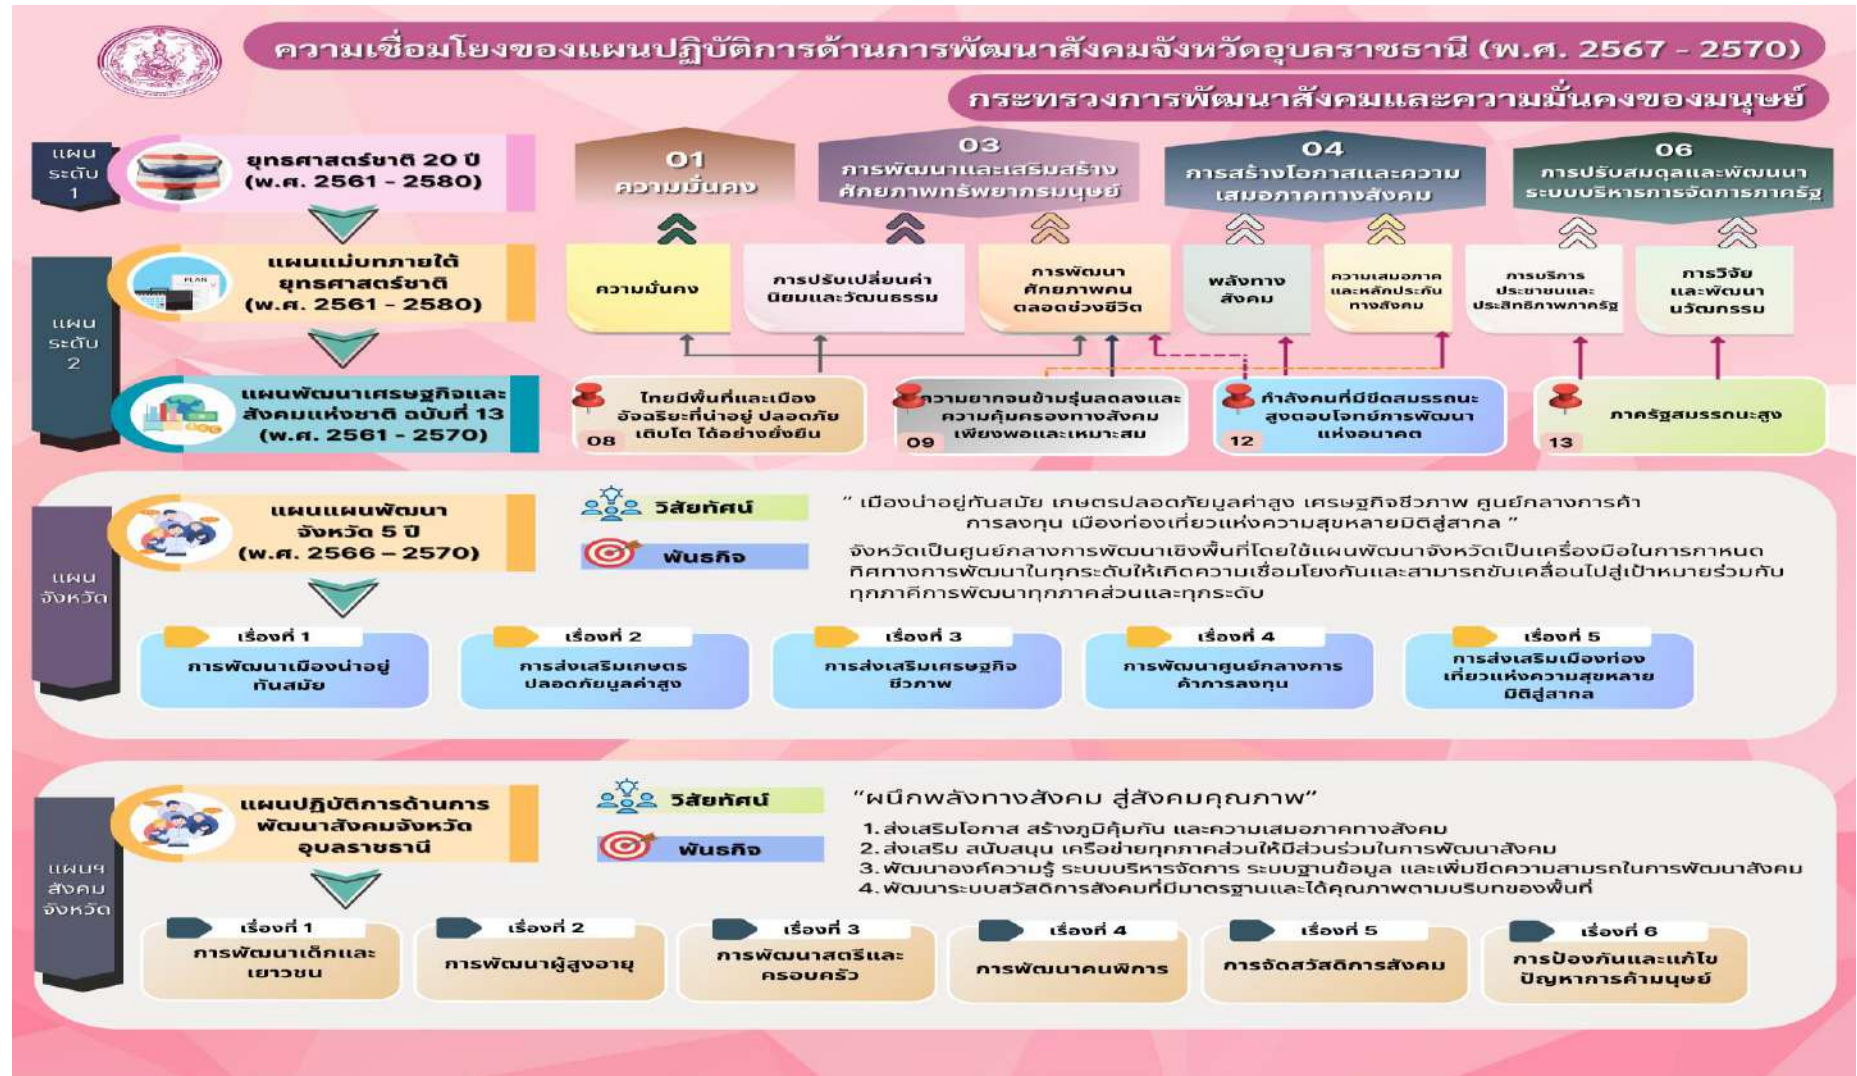 ความเชื่อมโยงของแผนปฏิบัติการด้านการพัฒนาสังคมจังหวัดอุบลราชธานี (พ.ศ. 2567 - 2570)
กระทรวงการพัฒนาสังคมและความมั่นคงของมนุษย์
แผน
ระดับ
1
ยุทธศาสตร์ชาติ 20 ปี
(พ.ศ. 2561 - 2580)
01
ความมั่นคง
03
การพัฒนาและเสริมสร้าง
ศักยภาพทรัพยากรมนุษย์
04
การสร้างโอกาสและความ
เสมอภาคทางสังคม
06
การปรับสมดุลและพัฒนนา
ระบบบริหารการจัดการภาครัฐ
แผน
ระดับ
2
แผนแม่บทภายใต้
ยุทธศาสตร์ชาติ
(พ.ศ. 2561 - 2580)
PLAN
ความมั่นคง
การปรับเปลี่ยนค่า
นิยมและวัฒนธรรม
การพัฒนา
ศักยภาพคน
ตลอดช่วงชีวิต
พลังทาง
สังคม
ความเสมอภาค
และหลักประกัน
ทางสังคม
การบริการ
ประชาชนและ
ประสิทธิภาพภาครัฐ
การวิจัย
และพัฒนา
นวัฒกรรม
แผนพัฒนาเศรษฐกิจและ
สังคมแห่งชาติ ฉบับที่ 13
(พ.ศ. 2561 - 2570)
ไทยมีพื้นที่และเมือง
อัจฉริยะที่น่าอยู่ ปลอดภัย
เติบโต ได้อย่างยั่งยืน
08
ความยากจนข้ามรุ่นลดลงและ
ความคุ้มครองทางสังคม
เพียงพอและเหมาะสม
09
กำลังคนที่มีขีดสมรรถนะ
สูงตอบโจทย์การพัฒนา
แห่งอนาคต
12
ภาครัฐสมรรถนะสูง
13
แผน
จังหวัด
แผนแผนพัฒนา
จังหวัด 5 ปี
(พ.ศ. 2566 – 2570)
วิสัยทัศน์
“ เมืองน่าอยู่ทันสมัย เกษตรปลอดภัยมูลค่าสูง เศรษฐกิจชีวภาพ ศูนย์กลางการค้า
การลงทุน เมืองท่องเที่ยวแห่งความสุขหลายมิติสู่สากล ”
พันธกิจ
จังหวัดเป็นศูนย์กลางการพัฒนาเชิงพื้นที่โดยใช้แผนพัฒนาจังหวัดเป็นเครื่องมือในการกาหนด
ทิศทางการพัฒนาในทุกระดับให้เกิดความเชื่อมโยงกันและสามารถขับเคลื่อนไปสู่เป้าหมายร่วมกับ
ทุกภาคีการพัฒนาทุกภาคส่วนและทุกระดับ
เรื่องที่ 1
การพัฒนาเมืองน่าอยู่
ทันสมัย
เรื่องที่ 2
การส่งเสริมเกษตร
ปลอดภัยมูลค่าสูง
เรื่องที่ 3
การส่งเสริมเศรษฐกิจ
ชีวภาพ
เรื่องที่ 4
การพัฒนาศูนย์กลางการ
ค้าการลงทุน
เรื่องที่ 5
การส่งเสริมเมืองท่อง
เที่ยวแห่งความสุขหลาย
มิติสู่สากล
แผนฯ
สังคม
จังหวัด
แผนปฏิบัติการด้านการ
พัฒนาสังคมจังหวัด
อุบลราชธานี
วิสัยทัศน์
“ผนึกพลังทางสังคม สู่สังคมคุณภาพ”
พันธกิจ
1. ส่งเสริมโอกาส สร้างภูมิคุ้มกัน และความเสมอภาคทางสังคม
2. ส่งเสริม สนับสนุน เครือข่ายทุกภาคส่วนให้มีส่วนร่วมในการพัฒนาสังคม
3. พัฒนาองค์ความรู้ ระบบบริหารจัดการ ระบบฐานข้อมูล และเพิ่มขีดความสามรถในการพัฒนาสังคม
4. พัฒนาระบบสวัสดิการสังคมที่มีมาตรฐานและได้คุณภาพตามบริบทของพื้นที่
เรื่องที่ 1
การพัฒนาเด็กและ
เยาวชน
เรื่องที่ 2
การพัฒนาผู้สูงอายุ
เรื่องที่ 3
การพัฒนาสตรีและ
ครอบครัว
เรื่องที่ 4
การพัฒนาคนพิการ
เรื่องที่ 5
การจัดสวัสดิการสังคม
เรื่องที่ 6
การป้องกันและแก้ไข
ปัญหาการค้ามนุษย์